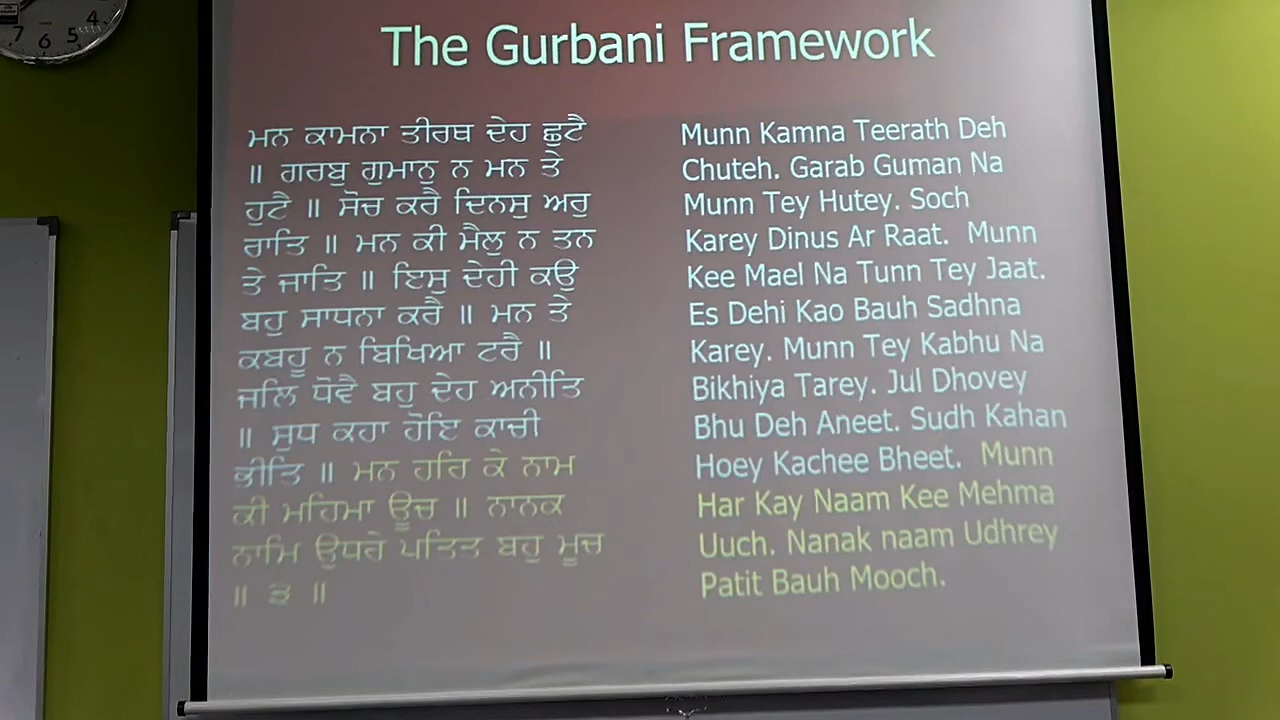 4
7 6 5
The Gurbani Framework
ਮਨ ਕਾਮਨਾ ਤੀਰਥ ਦੇਹ ਛੁਟੈ
॥ ਗਰਬੁ ਗੁਮਾਨੁ ਨ ਮਨ ਤੇ
ਹੁਟੈ ॥ ਸੋਚ ਕਰੈ ਦਿਨਸੁ ਅਰੁ
ਰਾਤਿ ॥ ਮਨ ਕੀ ਮੈਲੁ ਨ ਤਨ
ਤੇ ਜਾਤਿ ॥ ਇਸੁ ਦੇਹੀ ਕਉ
ਬਹੁ ਸਾਧਨਾ ਕਰੈ ॥ ਮਨ ਤੇ
ਕਬਹੂ ਨ ਬਿਖਿਆ ਟਰੈ ॥
ਜਲਿ ਧੋਵੈ ਬਹੁ ਦੇਹ ਅਨੀਤਿ
॥ ਸੁਧ ਕਹਾ ਹੋਇ ਕਾਚੀ
ਭੀਤਿ ॥ ਮਨ ਹਰਿ ਕੇ ਨਾਮ
ਕੀ ਮਹਿਮਾ ਊਚ ॥ ਨਾਨਕ
ਨਾਮਿ ਉਧਰੇ ਪਤਿਤ ਬਹੁ ਮੂਚ
॥ ੩ ॥
Munn Kamna Teerath Deh
Chuteh. Garab Guman Na
Munn Tey Hutey. Soch
Karey Dinus Ar Raat. Munn
Kee Mael Na Tunn Tey Jaat.
Es Dehi Kao Bauh Sadhna
Karey. Munn Tey Kabhu Na
Bikhiya Tarey. Jul Dhovey
Bhu Deh Aneet. Sudh Kahan
Hoey Kachee Bheet. Munn
Har Kay Naam Kee Mehma
Uuch. Nanak naam Udhrey
Patit Bauh Mooch.